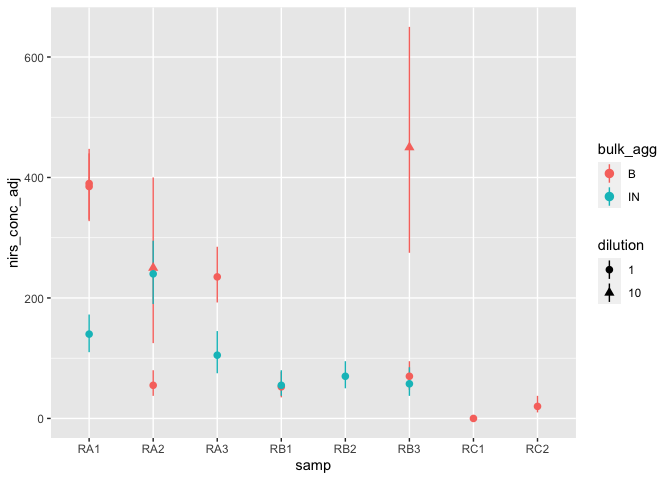 600
400
200
0
nirs_conc_adj
RA1 RA2 RA3 RB1 RB2 RB3 RC1 RC2
samp
bulk_agg
B
IN
dilution
1
10